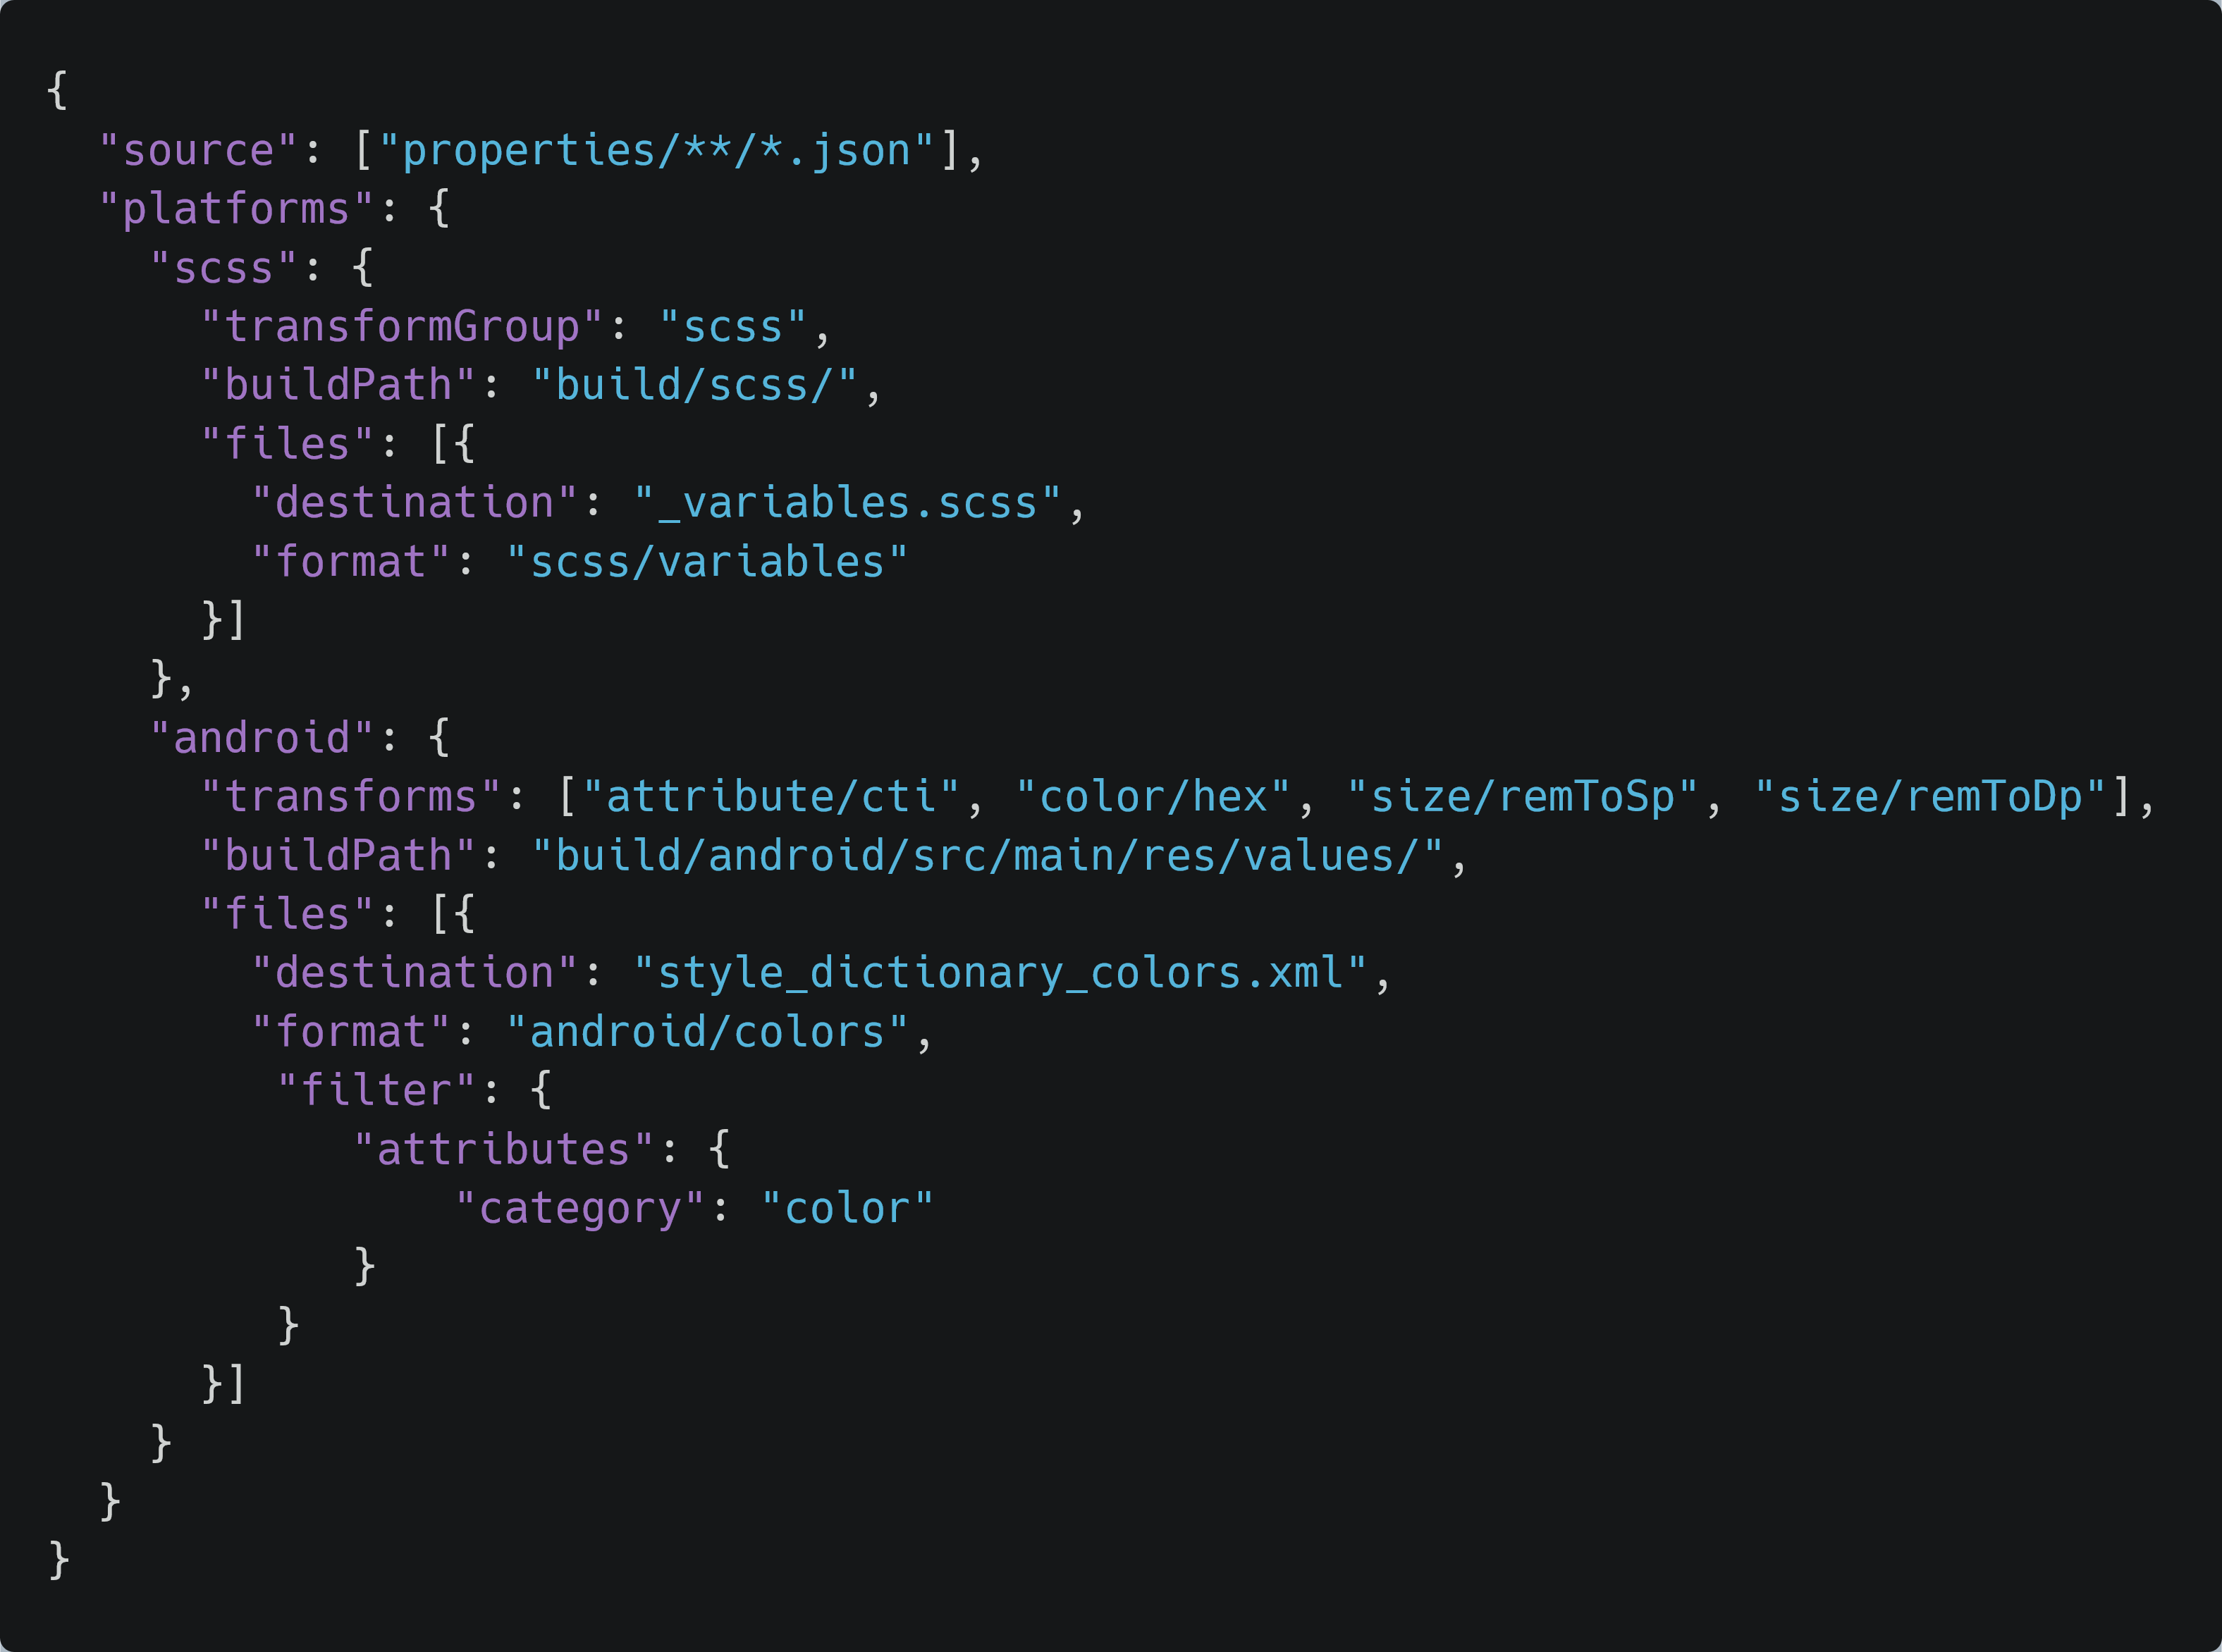 {
  "source": ["properties/**/*.json"],
  "platforms": {
    "scss": {
      "transformGroup": "scss",
      "buildPath": "build/scss/",
      "files": [{
        "destination": "_variables.scss",
        "format": "scss/variables"
      }]
    },
    "android": {
      "transforms": ["attribute/cti", "color/hex", "size/remToSp", "size/remToDp"],
      "buildPath": "build/android/src/main/res/values/",
      "files": [{
        "destination": "style_dictionary_colors.xml",
        "format": "android/colors",
         "filter": {
            "attributes": {
                "category": "color"
            }
         }
      }]
    }
  }
}